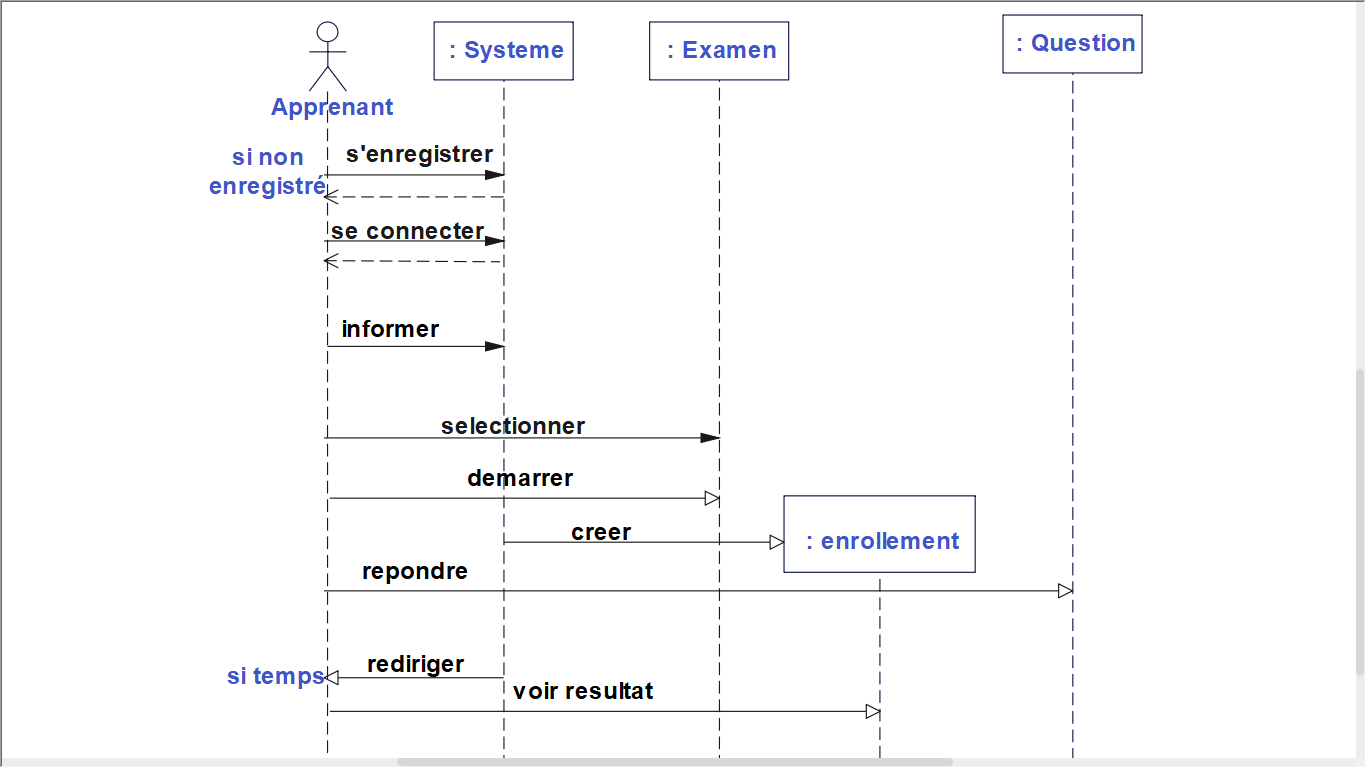 : Systeme
: Examen
: Question
Apprenant
si non
enregistré
s'enregistrer
se connecter
informer
selectionner
demarrer
creer
: enrollement
repondre
rediriger
si temps
voir resultat